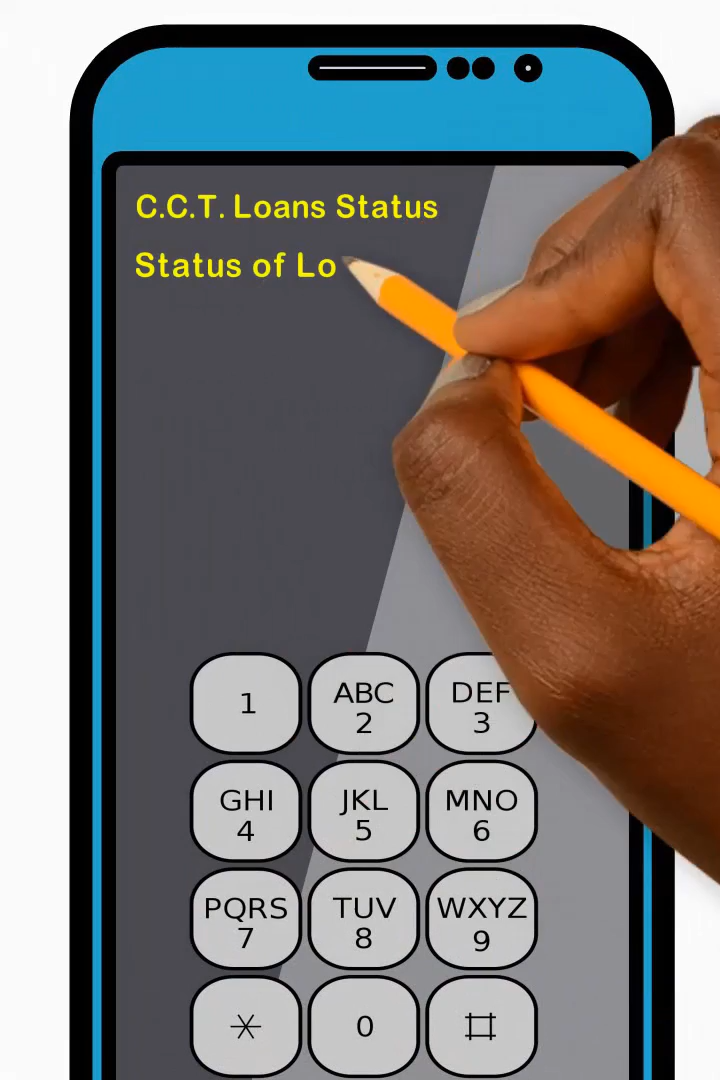 C.C.T. Loans Status
Status of Lo
1
ABC
2
DEF
3
GHI
4
JKL
5
MNO
6
PQRS
7
TUV
8
WXYZ
9
*
0
#